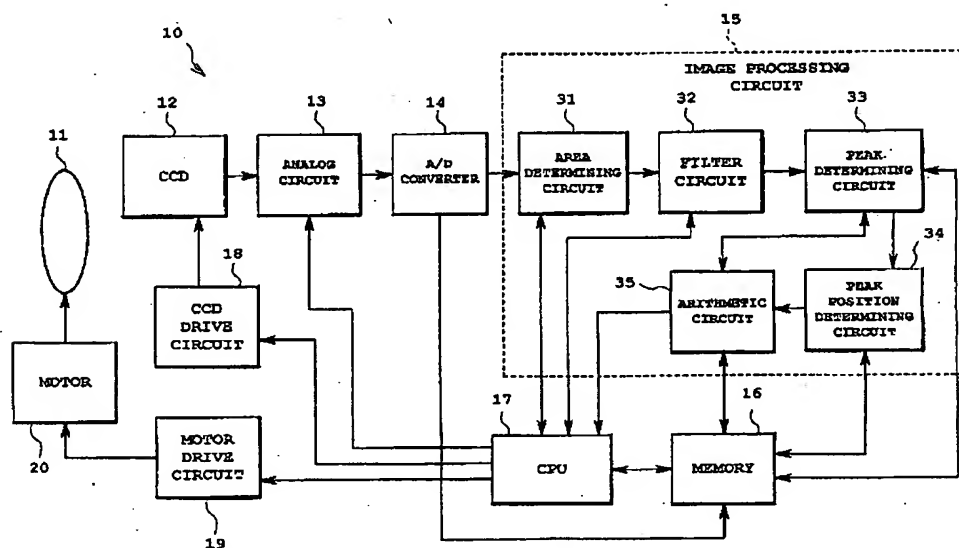 10
15
IMAGE PROCESSING
CIRCUIT
11
12
13
14
31
32
33
CCD
ANALOG
CIRCUIT
A/D
CONVERTER
AREA
DETERMINING
CIRCUIT
FILTER
CIRCUIT
PEAK
DETERMINING
CIRCUIT
18
CCD
DRIVE
CIRCUIT
35
ARITHMETIC
CIRCUIT
34
PEAK
POSITION
DETERMINING
CIRCUIT
MOTOR
20
MOTOR
DRIVE
CIRCUIT
19
17
CPU
16
MEMORY